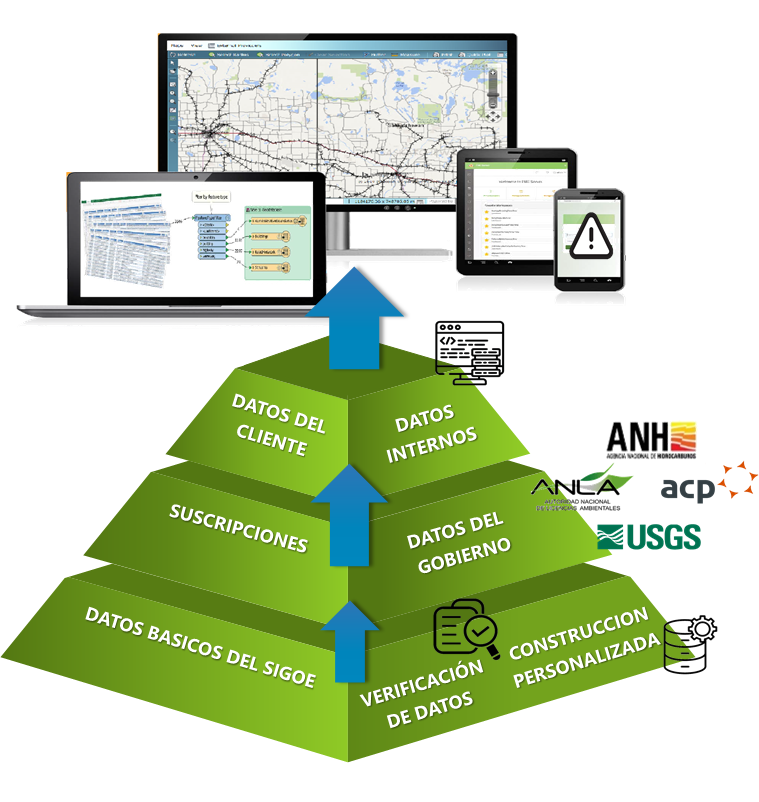 DATOS DEL
CLIENTE
DATOS
INTERNOS
SUSCRIPCIONES
DATOS DEL
GOBIERNO
ANH
AGENCIA NACIONAL DE HIDROCARBUROS
ANLA
AUTORIDAD NACIONAL
DE LICENCIAS AMBIENTALES
acp
USGS
DATOS BASICOS DEL SIGOE
VERIFICACIÓN
DE DATOS
CONSTRUCCION
PERSONALIZADA